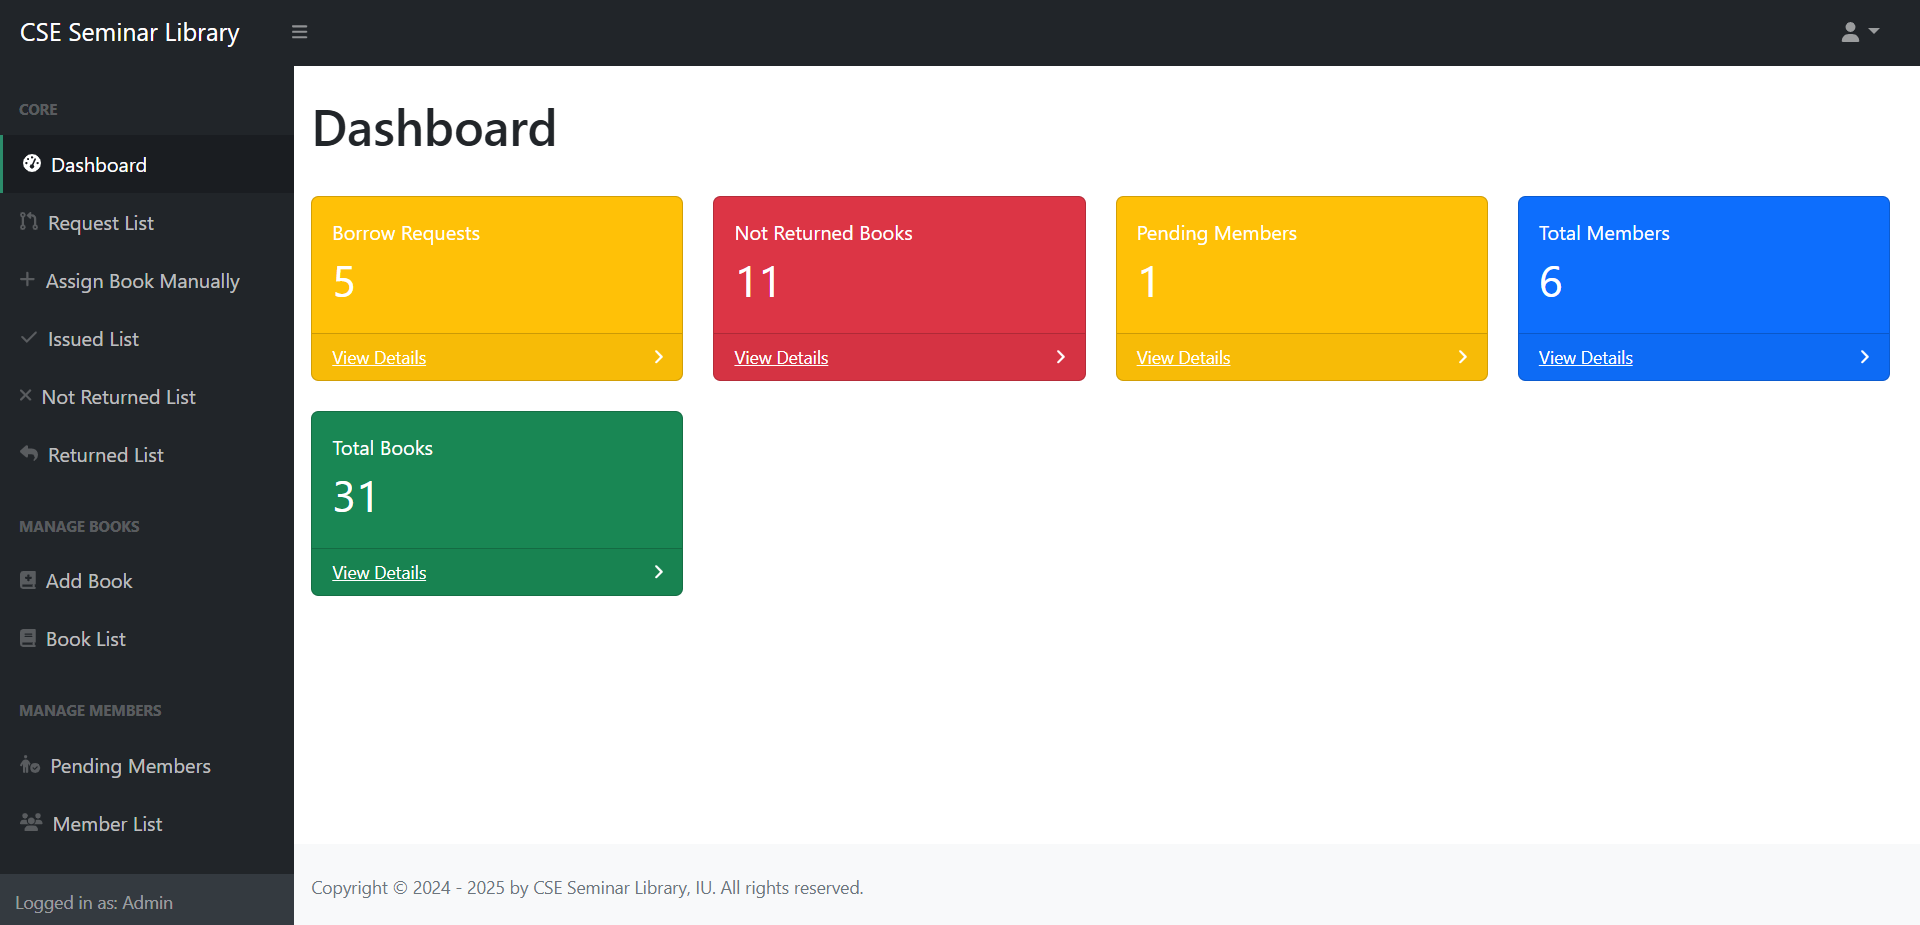 CSE Seminar Library
CORE
Dashboard
Request List
Assign Book Manually
Issued List
Not Returned List
Returned List
MANAGE BOOKS
Add Book
Book List
MANAGE MEMBERS
Pending Members
Member List
Logged in as: Admin
Dashboard
Borrow Requests
5
View Details
Not Returned Books
11
View Details
Pending Members
1
View Details
Total Members
6
View Details
Total Books
31
View Details
Copyright © 2024 - 2025 by CSE Seminar Library, IU. All rights reserved.